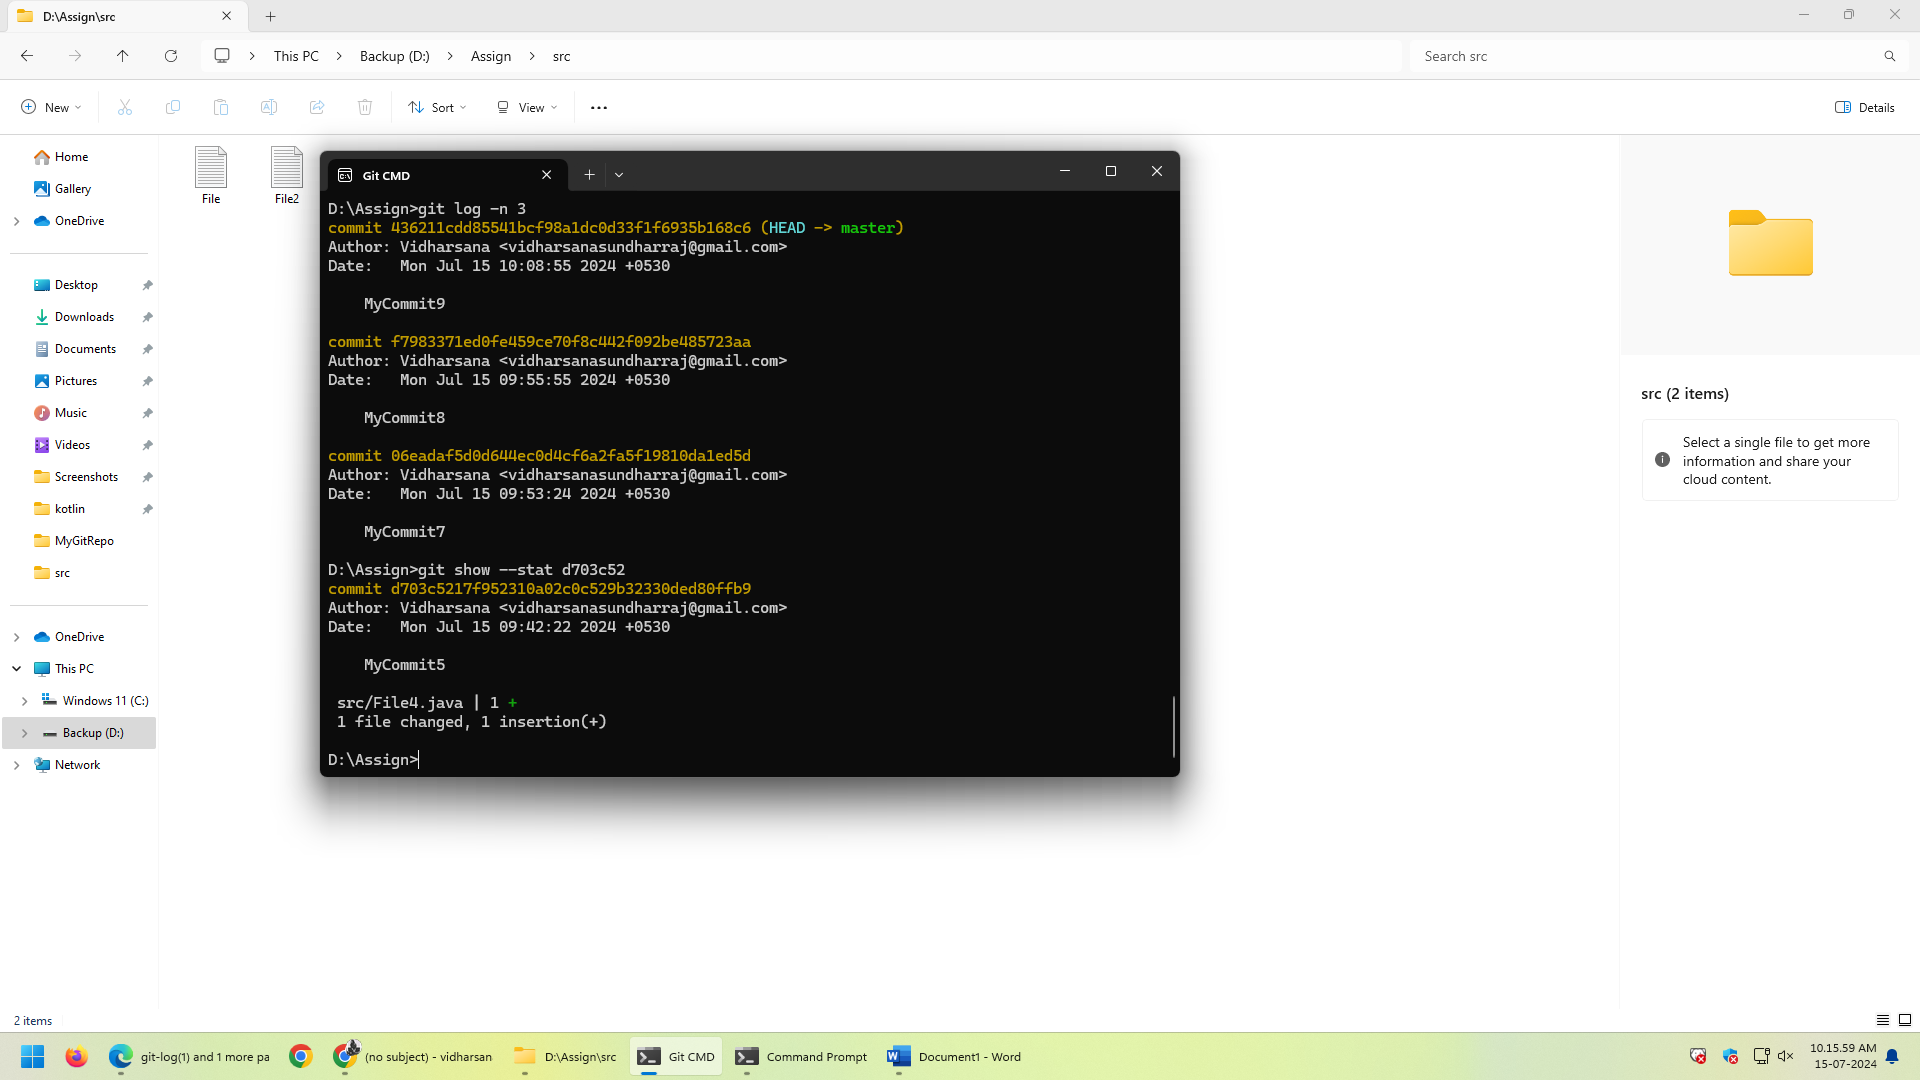 D:\Assign\src
This PC
Backup (D:)
Assign
src
Search src
New
Sort
View
Details
Home
Gallery
OneDrive
Desktop
Downloads
Documents
Pictures
Music
Videos
Screenshots
kotlin
MyGitRepo
src
OneDrive
This PC
Windows 11 (C:)
Backup (D:)
Network
File
File2
Git CMD
D:\Assign>git log -n 3
commit 436211cdd85541bcf98a1dc0d33f1f6935b168c6 (HEAD -> master)
Author: Vidharsana <vidharsanasundharraj@gmail.com>
Date:   Mon Jul 15 10:08:55 2024 +0530
MyCommit9
commit f7983371ed0fe459ce70f8c442f092be485723aa
Author: Vidharsana <vidharsanasundharraj@gmail.com>
Date:   Mon Jul 15 09:55:55 2024 +0530
MyCommit8
commit 06eadaf5d0d644ec0d4cf6a2fa5f19810da1ed5d
Author: Vidharsana <vidharsanasundharraj@gmail.com>
Date:   Mon Jul 15 09:53:24 2024 +0530
MyCommit7
D:\Assign>git show --stat d703c52
commit d703c5217f952310a02c0c529b32330ded80ffb9
Author: Vidharsana <vidharsanasundharraj@gmail.com>
Date:   Mon Jul 15 09:42:22 2024 +0530
MyCommit5
src/File4.java | 1 +
1 file changed, 1 insertion(+)
D:\Assign>
src (2 items)
Select a single file to get more
information and share your
cloud content.
2 items
git-log(1) and 1 more pa
(no subject) - vidharsan
D:\Assign\src
Git CMD
Command Prompt
Document1 - Word
10.15.59 AM
15-07-2024